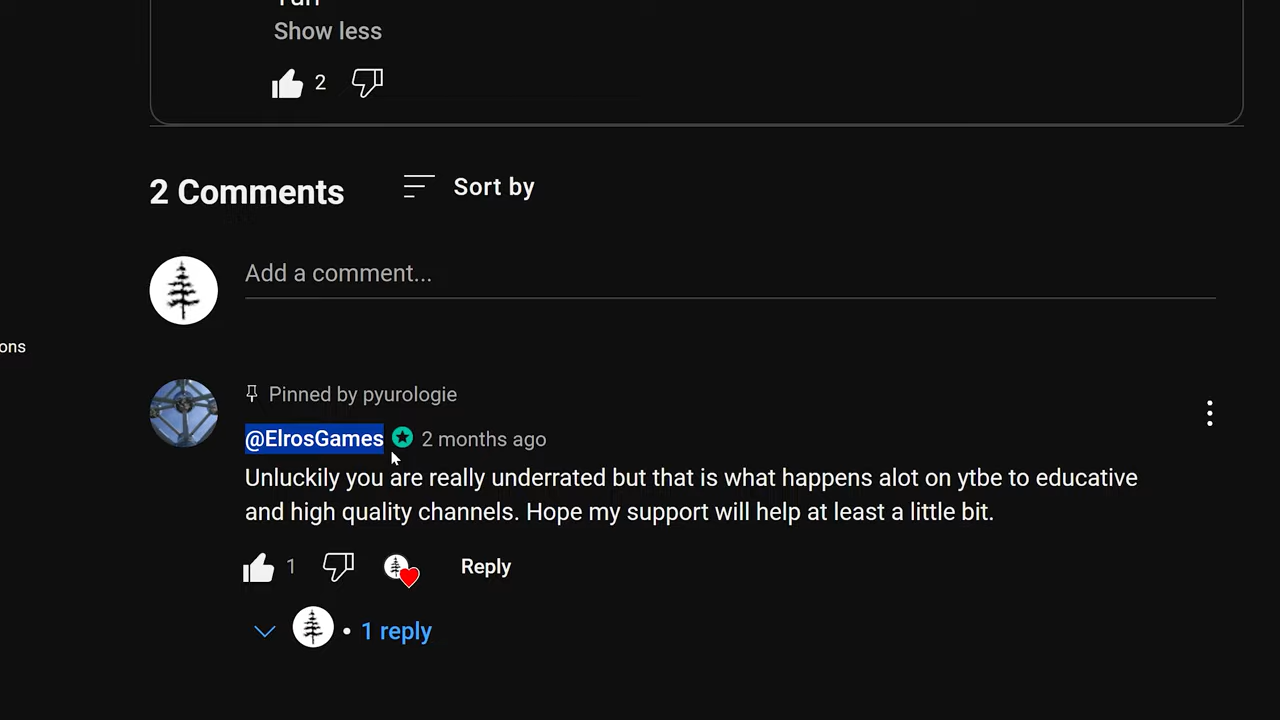 Show less
2
2 Comments
Sort by
Add a comment...
ons
Pinned by pyurologie
@ElrosGames 2 months ago
Unluckily you are really underrated but that is what happens alot on ytbe to educative
and high quality channels. Hope my support will help at least a little bit.
1
Reply
• 1 reply